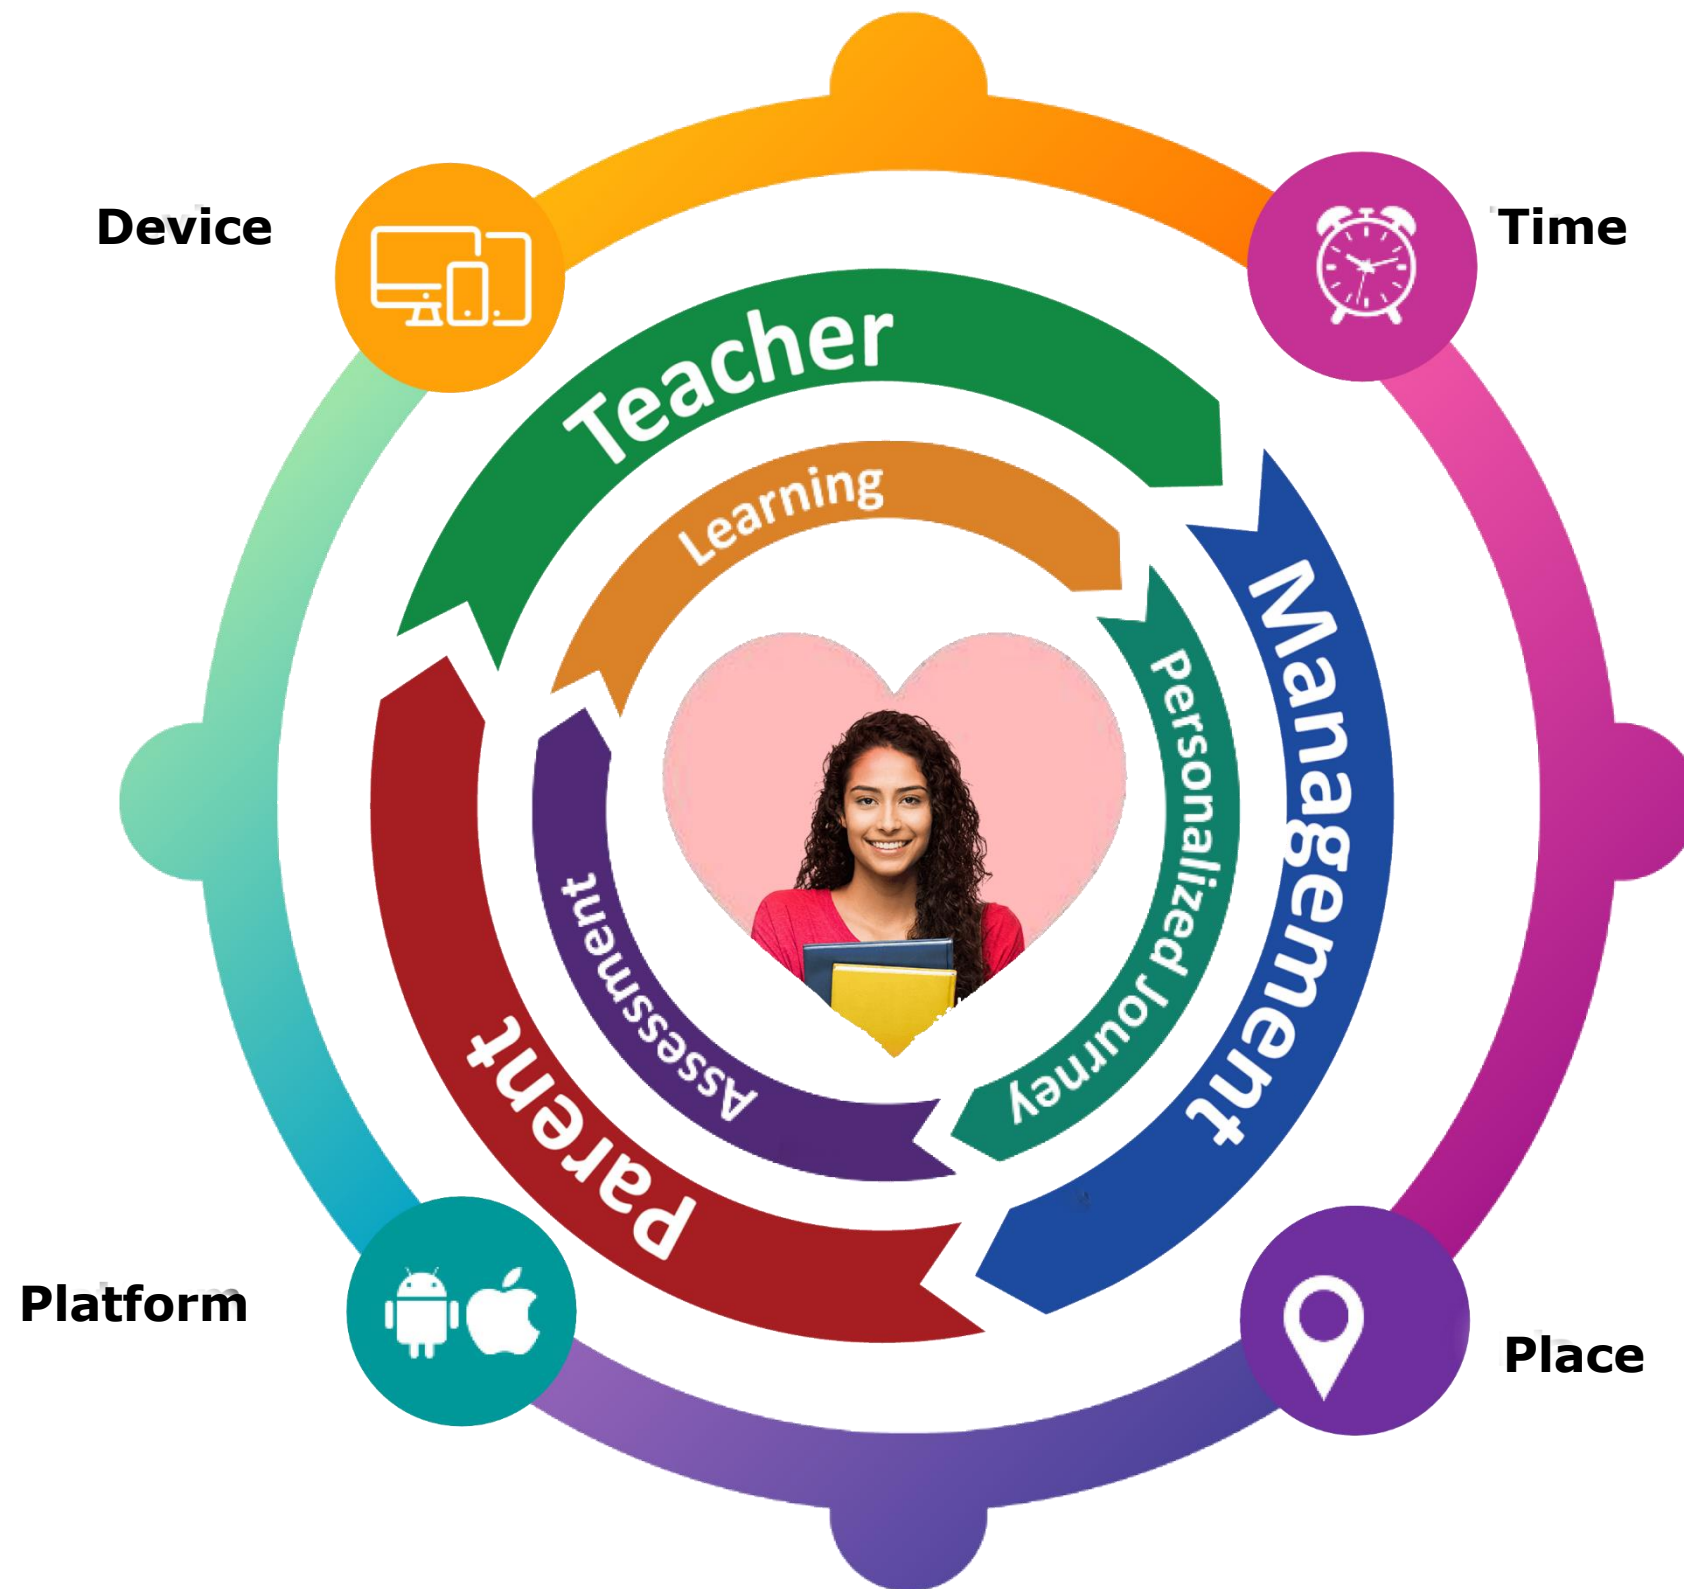 Device
Time
Teacher
Learning
Management
Personalized Journey
Assessment
Parent
Platform
Place